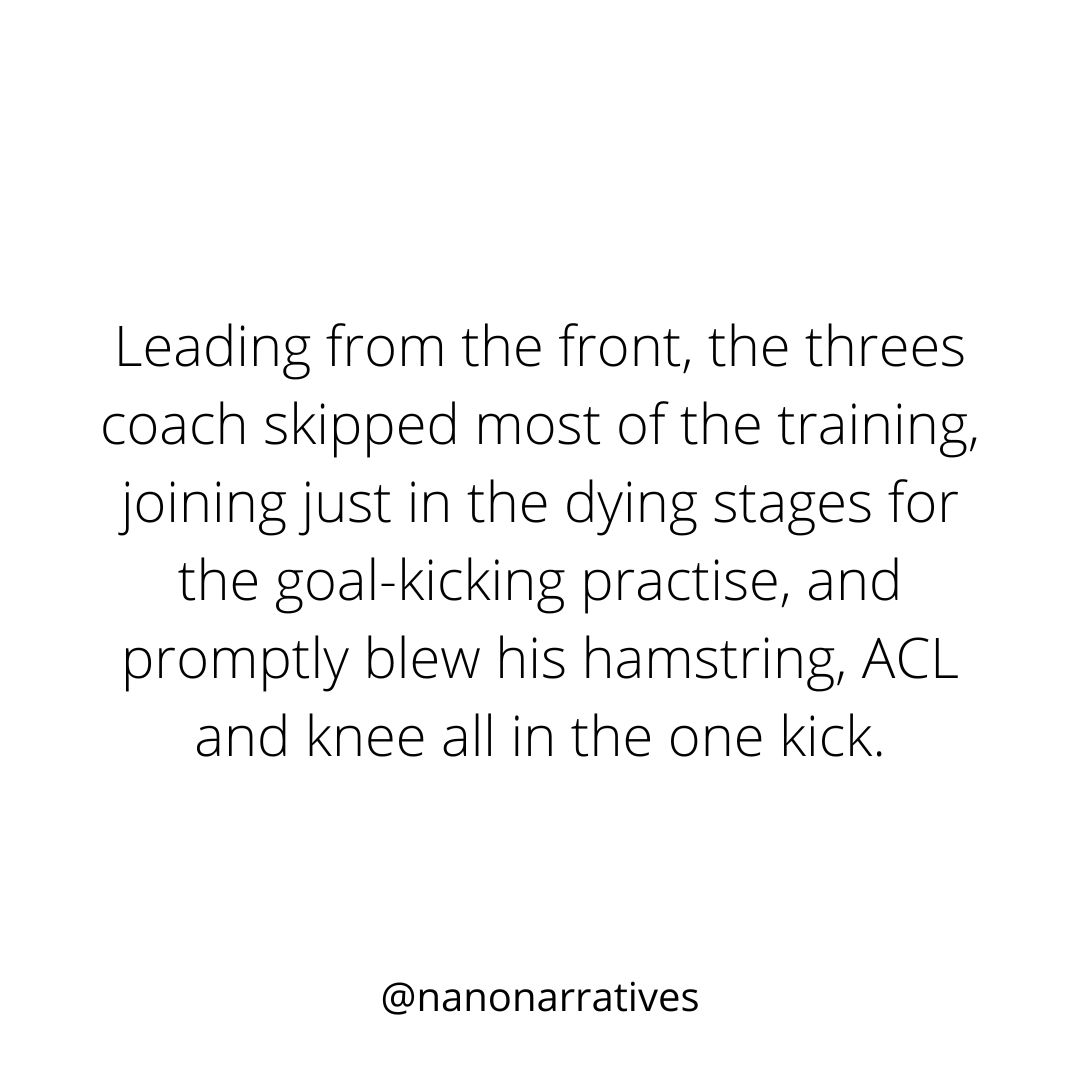 Leading from the front, the threes
coach skipped most of the training,
joining just in the dying stages for
the goal-kicking practise, and
promptly blew his hamstring, ACL
and knee all in the one kick.
@nanonarratives